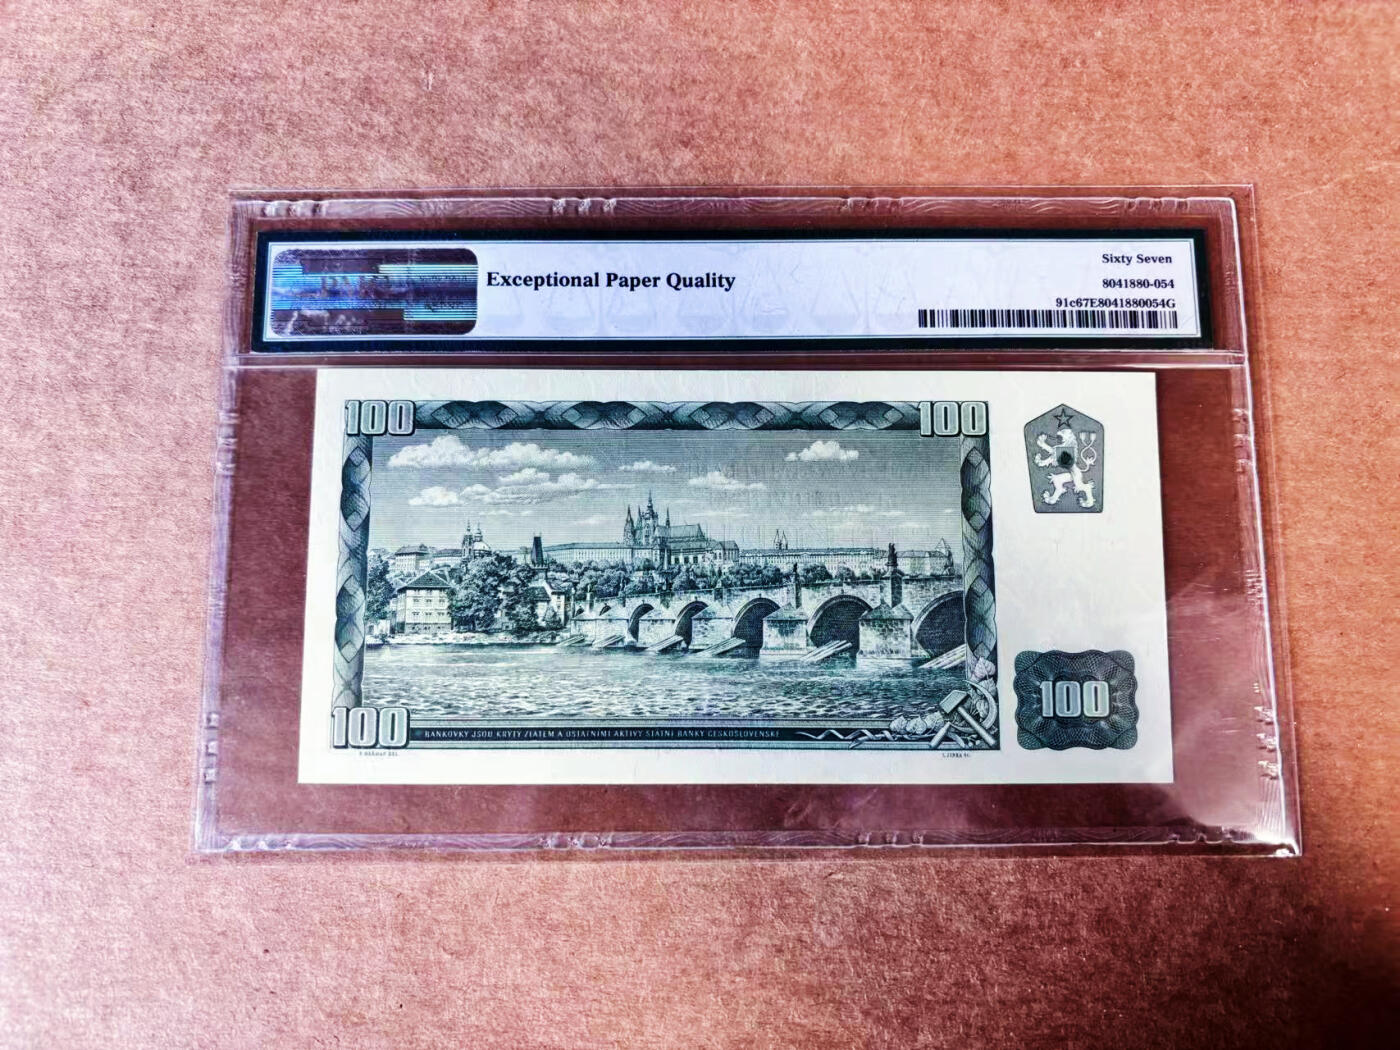 Exceptional Paper Quality
Sixty Seven
8041880-054
91c67E8041880054G
100
100
100
BANKOVKY JSOU KRYTY ZLATEM A OSTATNÍMI AKTIVY STÁTNÍ BANKY ČESKOSLOVENSKÉ
100